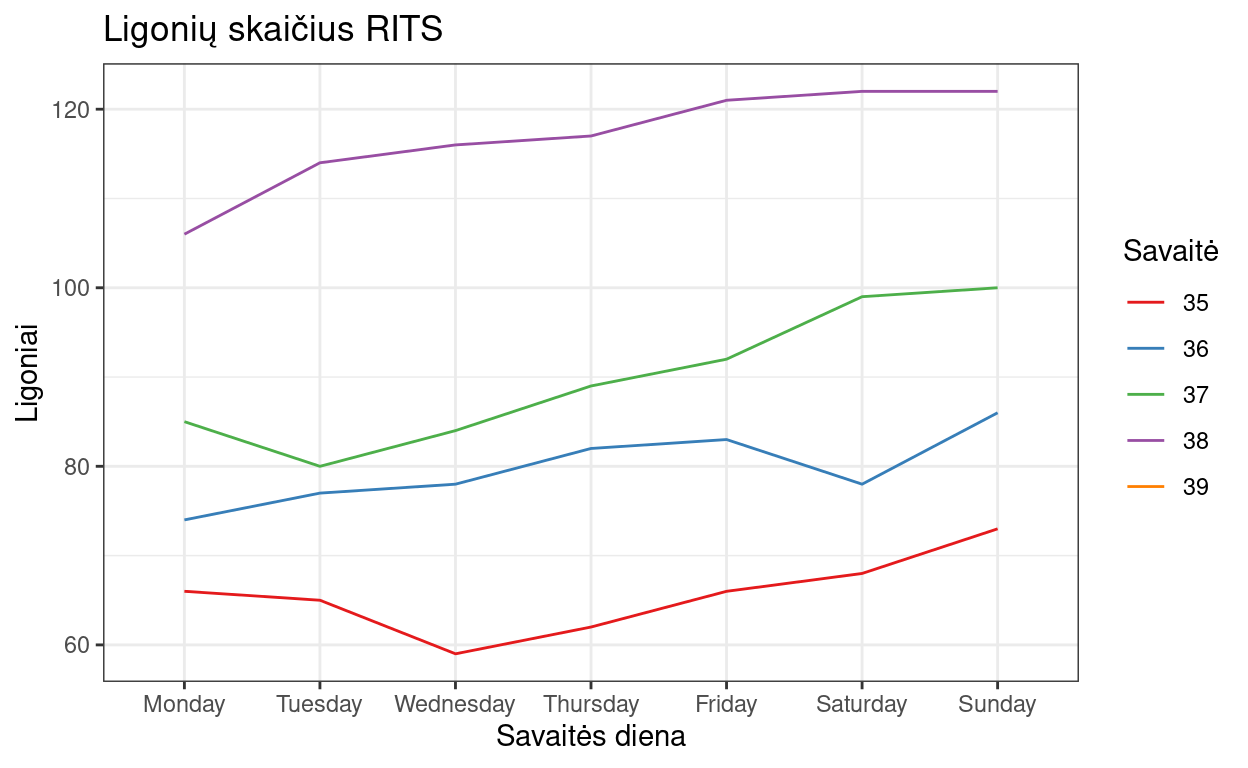 Ligonių skaičius RITS
Ligoniai
120
100
80
60
Monday Tuesday Wednesday Thursday Friday Saturday Sunday
Savaitės diena
Savaitė
35
36
37
38
39